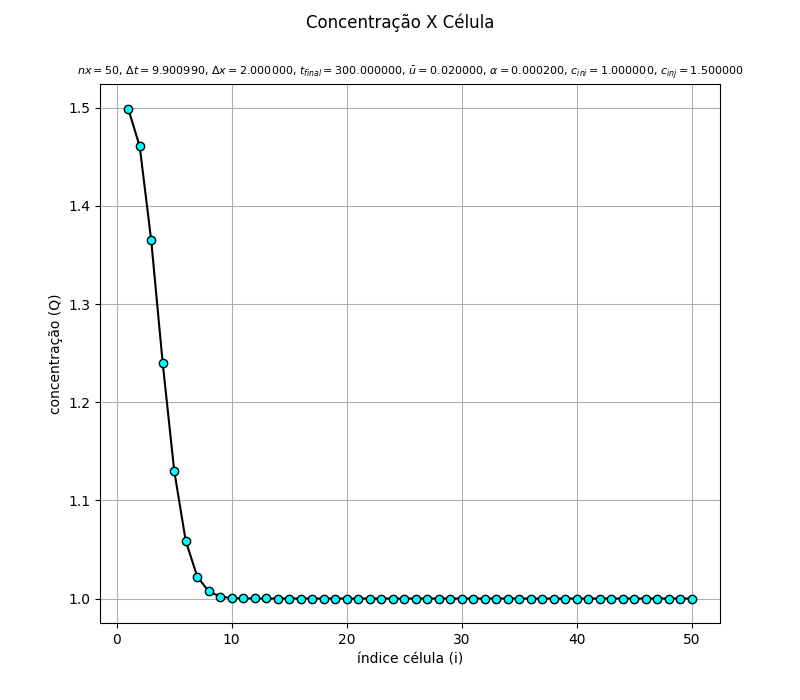 Concentração X Célula
nx = 50, Δt = 9.900990, Δx = 2.000000, t_final = 300.000000, ū = 0.020000, α = 0.000200, c_ini = 1.000000, c_inj = 1.500000
concentração (Q)
1.5
1.4
1.3
1.2
1.1
1.0
0 10 20 30 40 50
índice célula (i)